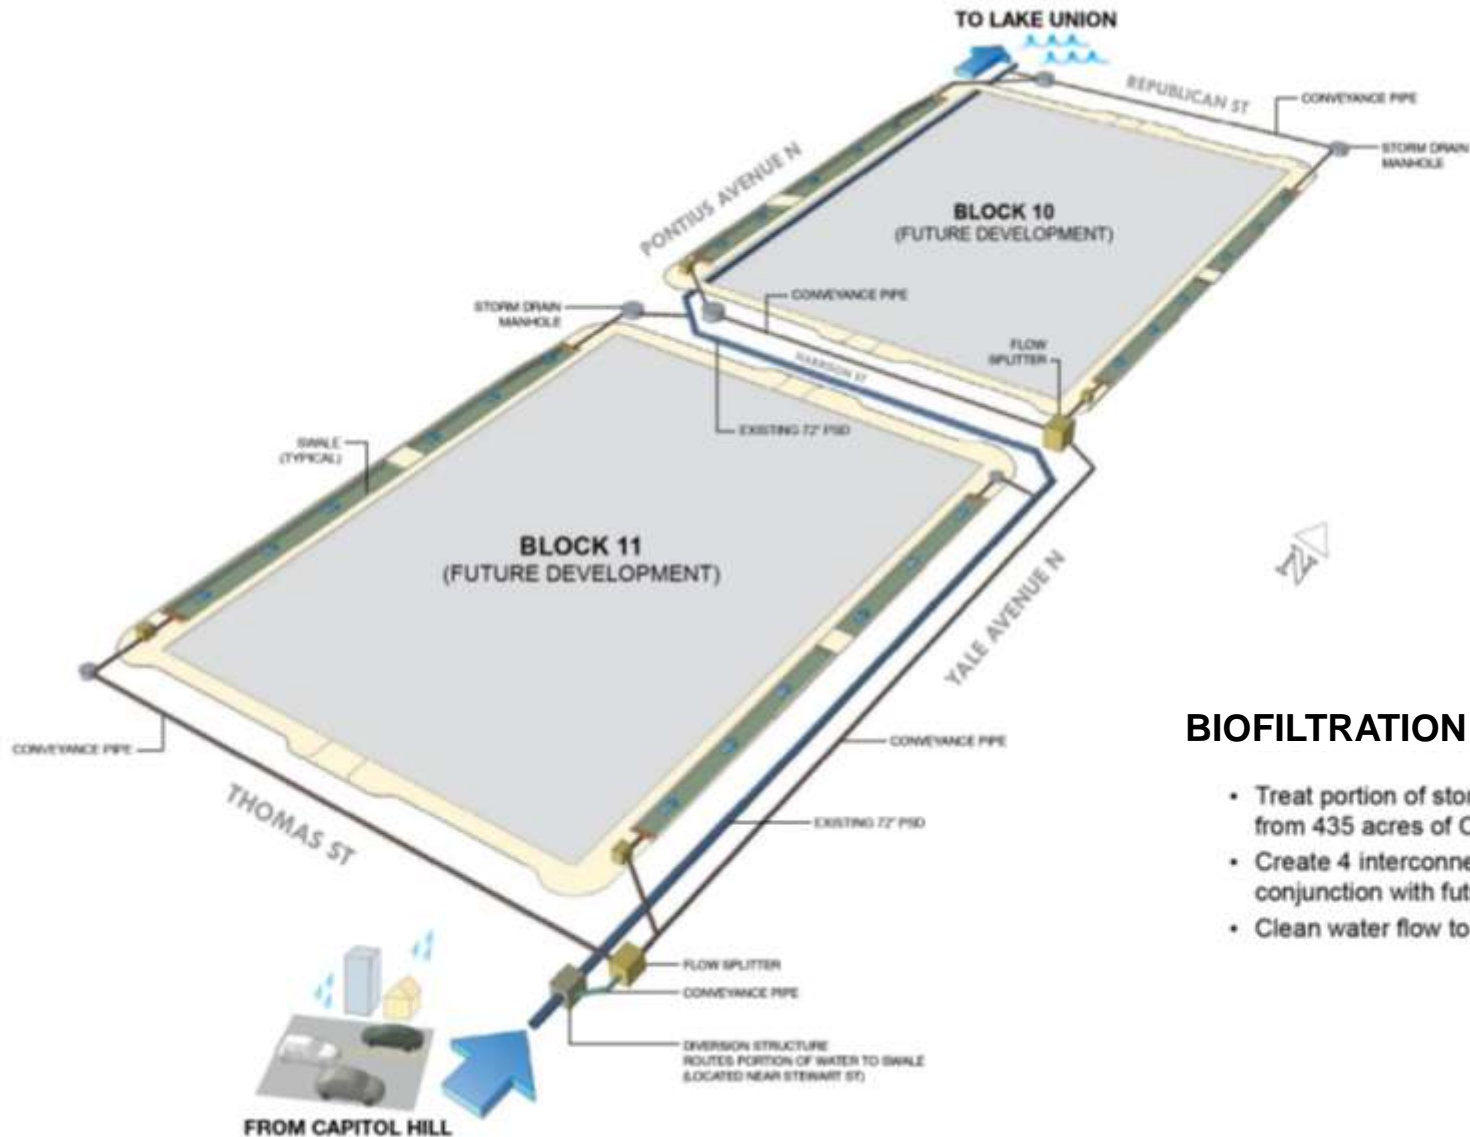 TO LAKE UNION
REPUBLICAN ST
CONVEYANCE PIPE
STORM DRAIN
MANHOLE
PONTIUS AVENUE N
BLOCK 10
(FUTURE DEVELOPMENT)
CONVEYANCE PIPE
STORM DRAIN
MANHOLE
FLOW
SPLITTER
HARRISON ST
EXISTING 72" PSD
SWALE
(TYPICAL)
BLOCK 11
(FUTURE DEVELOPMENT)
N
YALE AVENUE N
BIOFILTRATION
CONVEYANCE PIPE
CONVEYANCE PIPE
THOMAS ST
EXISTING 72" PSD
• Treat portion of stor
from 435 acres of C
• Create 4 interconne
conjunction with fut
• Clean water flow to
FLOW SPLITTER
CONVEYANCE PIPE
DIVERSION STRUCTURE
ROUTES PORTION OF WATER TO SWALE
(LOCATED NEAR STEWART ST)
FROM CAPITOL HILL